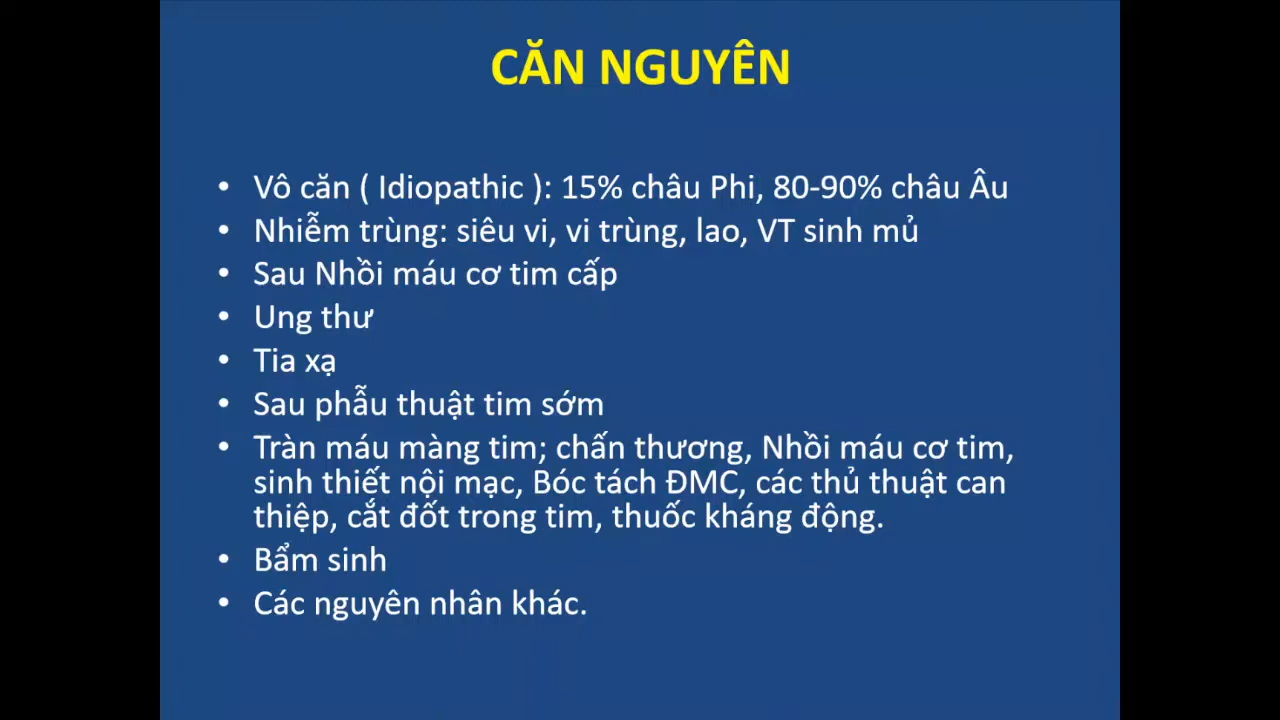 CĂN NGUYÊN
• Vô căn ( Idiopathic ): 15% châu Phi, 80-90% châu Âu
• Nhiễm trùng: siêu vi, vi trùng, lao, VT sinh mủ
• Sau Nhồi máu cơ tim cấp
• Ung thư
• Tia xạ
• Sau phẫu thuật tim sớm
• Tràn máu màng tim; chấn thương, Nhồi máu cơ tim,
sinh thiết nội mạc, Bóc tách ĐMC, các thủ thuật can
thiệp, cắt đốt trong tim, thuốc kháng động.
• Bẩm sinh
• Các nguyên nhân khác.